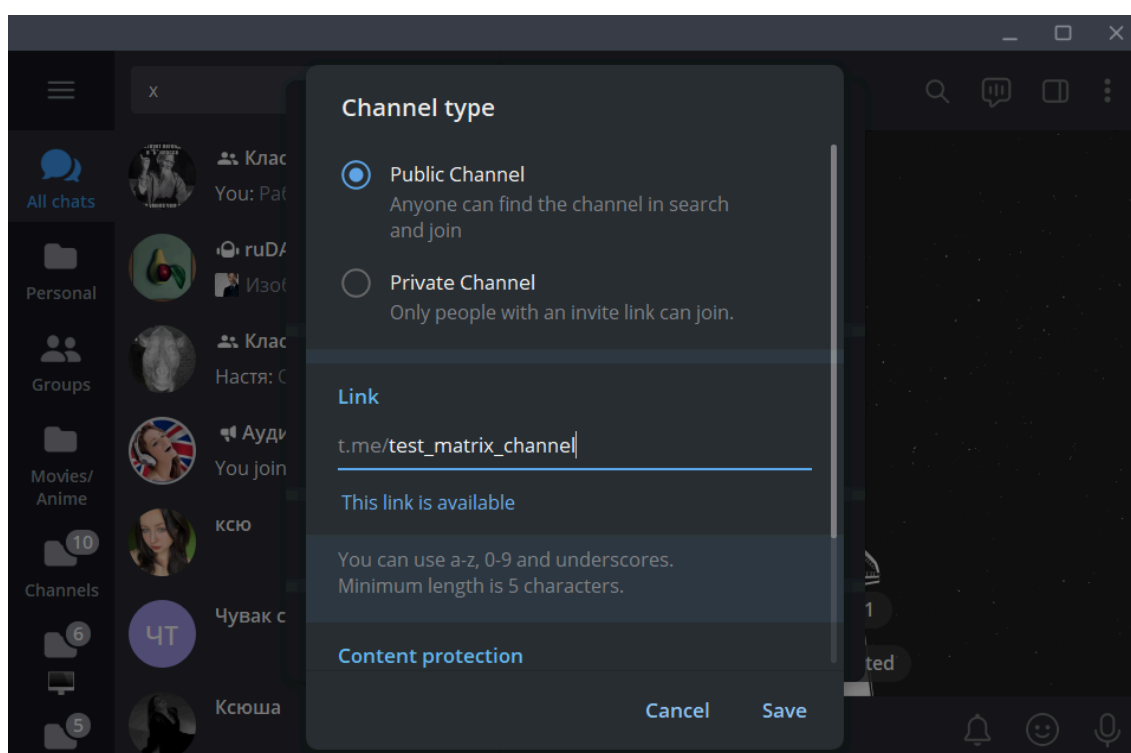 x
Channel type
Public Channel
Anyone can find the channel in search
and join
Private Channel
Only people with an invite link can join.
Link
t.me/test_matrix_channel
This link is available
You can use a-z, 0-9 and underscores.
Minimum length is 5 characters.
Content protection
Cancel
Save
All chats
Personal
Groups
Movies/
Anime
10
Channels
6
5
Клас
You: Раб
ruDA
Изоб
Клас
Настя: С
Ауди
You join
ксю
ЧТ
Чувак с
Ксюша
1
ted